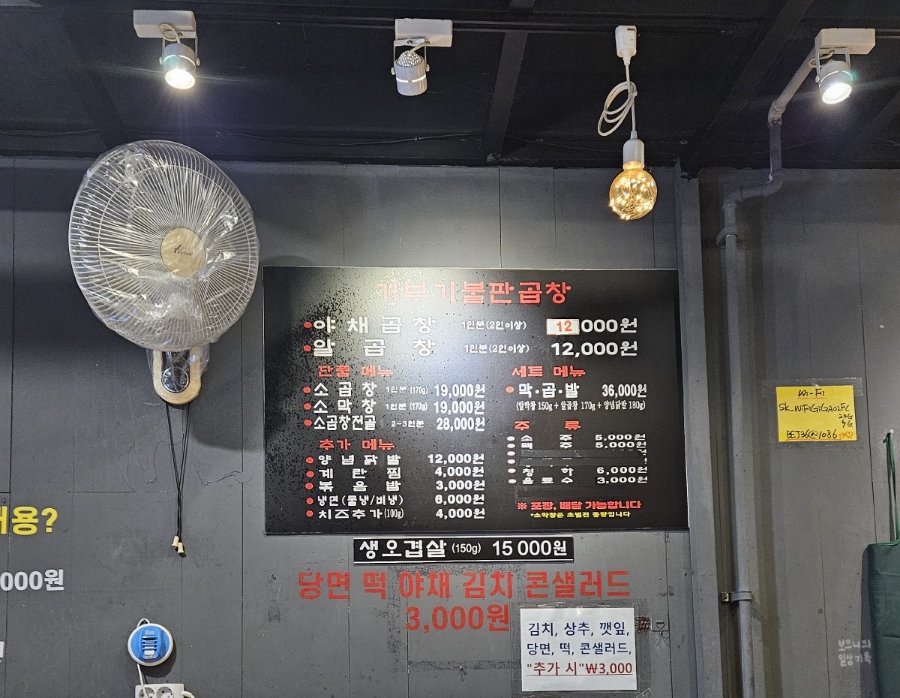 거부기불판곱창
야채곱창 1인분(2인이상) 12,000원
알곱창 1인분(2인이상) 12,000원
단품 메뉴
소곱창 1인분(170g) 19,000원
소막창 1인분(170g) 19,000원
소곱창전골 2~3인분 28,000원
추가 메뉴
양념닭발 12,000원
계란찜 4,000원
볶음밥 3,000원
냉면(물냉/비냉) 6,000원
치즈추가(100g) 4,000원
세트 메뉴
막·곱·발 36,000원
170g + 양념닭발 180g)
주류
소주 5,000원
맥주 5,000원
청하 6,000원
음료수 3,000원
※ 포장, 배달 가능합니다
생오겹살 (150g) 15 000원
당면 떡 야채 김치 콘샐러드
3,000원
김치, 상추, 깻잎,
당면, 떡, 콘샐러드,
"추가 시"₩3,000
Wi-Fi
용?
000원